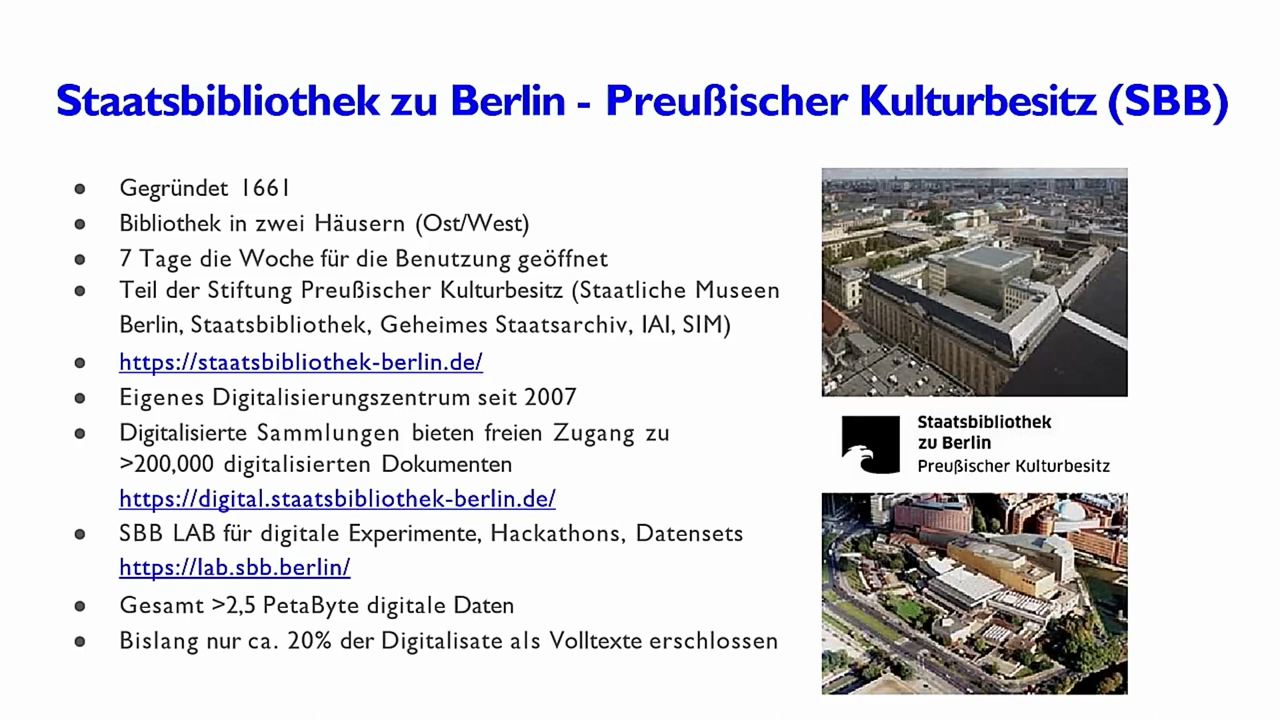 Staatsbibliothek zu Berlin - Preußischer Kulturbesitz (SBB)
● Gegründet 1661
● Bibliothek in zwei Häusern (Ost/West)
● 7 Tage die Woche für die Benutzung geöffnet
● Teil der Stiftung Preußischer Kulturbesitz (Staatliche Museen
Berlin, Staatsbibliothek, Geheimes Staatsarchiv, IAI, SIM)
● https://staatsbibliothek-berlin.de/
● Eigenes Digitalisierungszentrum seit 2007
● Digitalisierte Sammlungen bieten freien Zugang zu
>200,000 digitalisierten Dokumenten
https://digital.staatsbibliothek-berlin.de/
● SBB LAB für digitale Experimente, Hackathons, Datensets
https://lab.sbb.berlin/
● Gesamt >2,5 PetaByte digitale Daten
● Bislang nur ca. 20% der Digitalisate als Volltexte erschlossen
Staatsbibliothek
zu Berlin
Preußischer Kulturbesitz